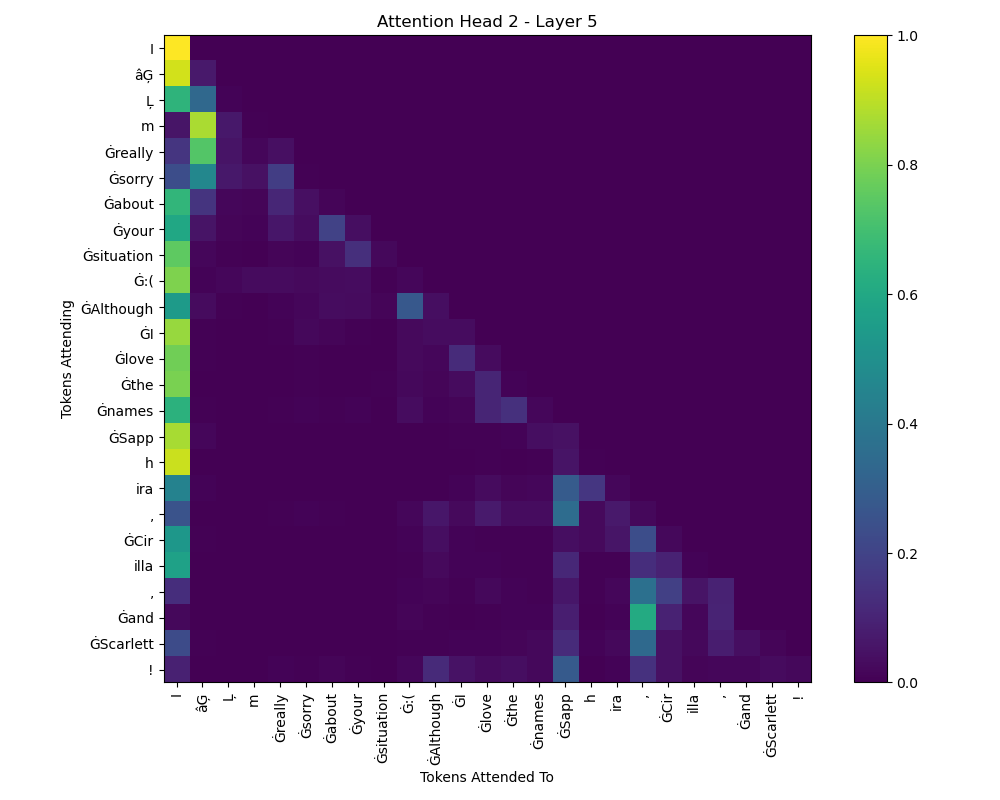 Attention Head 2 - Layer 5
Tokens Attending
I
âĢ
Ļ
m
Ġreally
Ġsorry
Ġabout
Ġyour
Ġsituation
Ġ:(
ĠAlthough
ĠI
Ġlove
Ġthe
Ġnames
ĠSapp
h
ira
,
ĠCir
illa
,
Ġand
ĠScarlett
!
I
âĢ
Ļ
m
Ġreally
Ġsorry
Ġabout
Ġyour
Ġsituation
Ġ:(
ĠAlthough
ĠI
Ġlove
Ġthe
Ġnames
ĠSapp
h
ira
,
ĠCir
illa
,
Ġand
ĠScarlett
!
Tokens Attended To
1.0
0.8
0.6
0.4
0.2
0.0